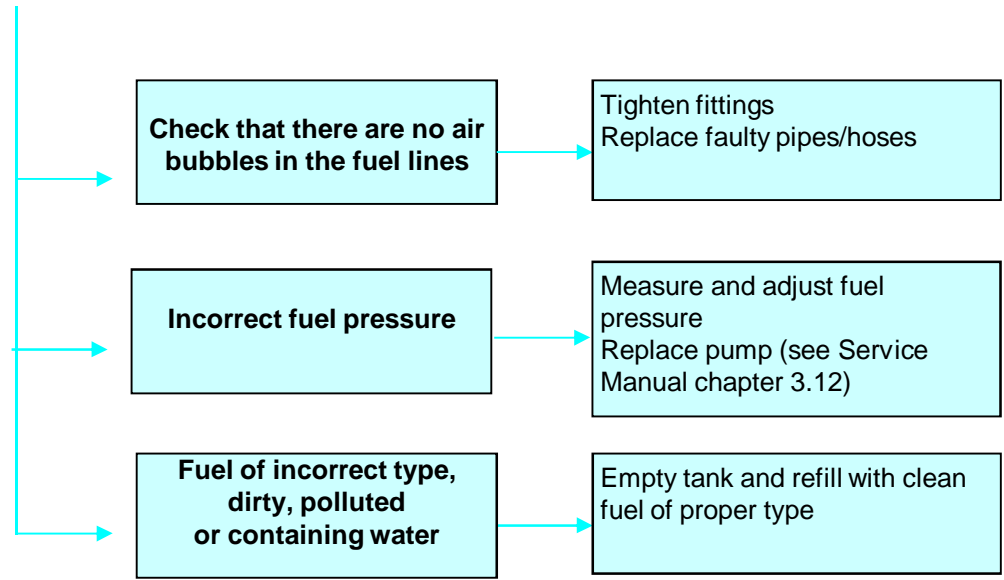 Check that there are no air
bubbles in the fuel lines
Tighten fittings
Replace faulty pipes/hoses
Incorrect fuel pressure
Measure and adjust fuel
pressure
Replace pump (see Service
Manual chapter 3.12)
Fuel of incorrect type,
dirty, polluted
or containing water
Empty tank and refill with clean
fuel of proper type